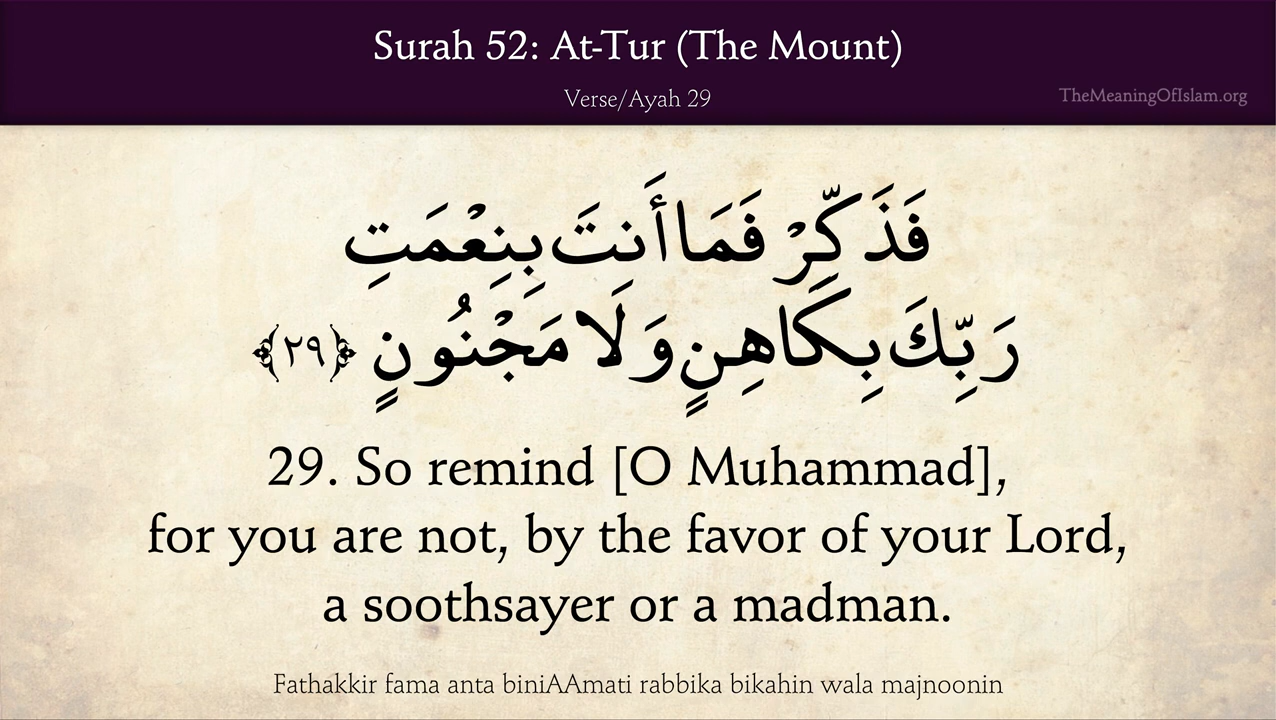 Surah 52: At-Tur (The Mount)
Verse/Ayah 29
TheMeaningOfIslam.org
فَذَكِّرْ فَمَا أَنتَ بِنِعْمَتِ
رَبِّكَ بِكَاهِنٍ وَلَا مَجْنُونٍ ﴿٢٩﴾
29. So remind [O Muhammad],
for you are not, by the favor of your Lord,
a soothsayer or a madman.
Fathakkir fama anta biniAAmati rabbika bikahin wala majnoonin